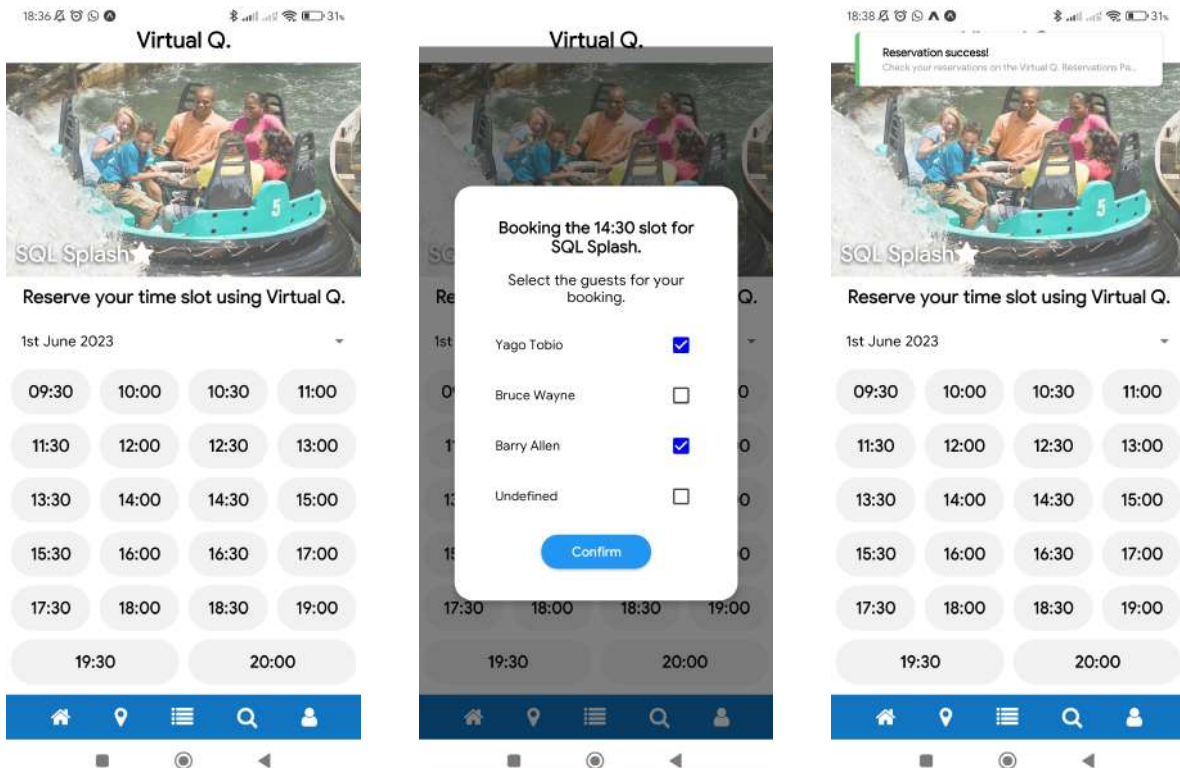 18:36
31%
Virtual Q.
5
SQL Splash
Reserve your time slot using Virtual Q.
1st June 2023
09:30 10:00 10:30 11:00
11:30 12:00 12:30 13:00
13:30 14:00 14:30 15:00
15:30 16:00 16:30 17:00
17:30 18:00 18:30 19:00
19:30 20:00
Virtual Q.
Booking the 14:30 slot for
SQL Splash.
Select the guests for your
booking.
Re
Q.
1st
Yago Tobio
Bruce Wayne
Barry Allen
Undefined
Confirm
17:30 18:00 18:30 19:00
19:30 20:00
18:38
31%
Reservation success!
Check your reservations on the Virtual Q. Reservations Pa...
5
SQL Splash
Reserve your time slot using Virtual Q.
1st June 2023
09:30 10:00 10:30 11:00
11:30 12:00 12:30 13:00
13:30 14:00 14:30 15:00
15:30 16:00 16:30 17:00
17:30 18:00 18:30 19:00
19:30 20:00